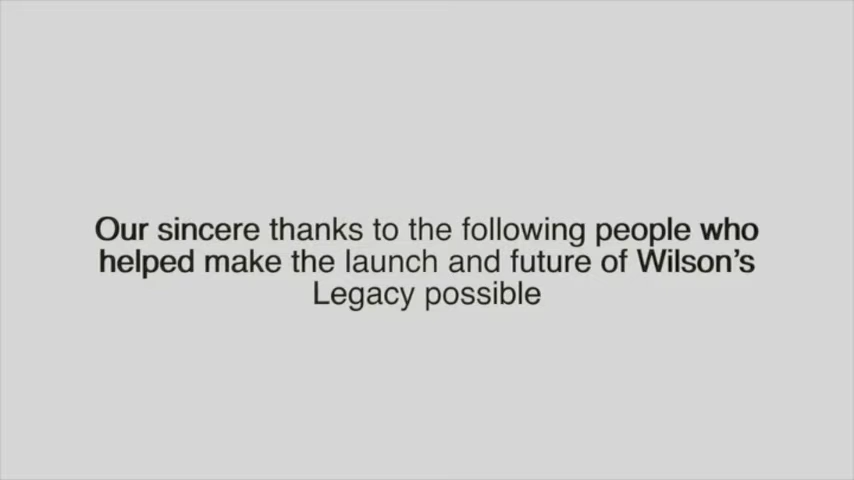 Our sincere thanks to the following people who
helped make the launch and future of Wilson’s
Legacy possible